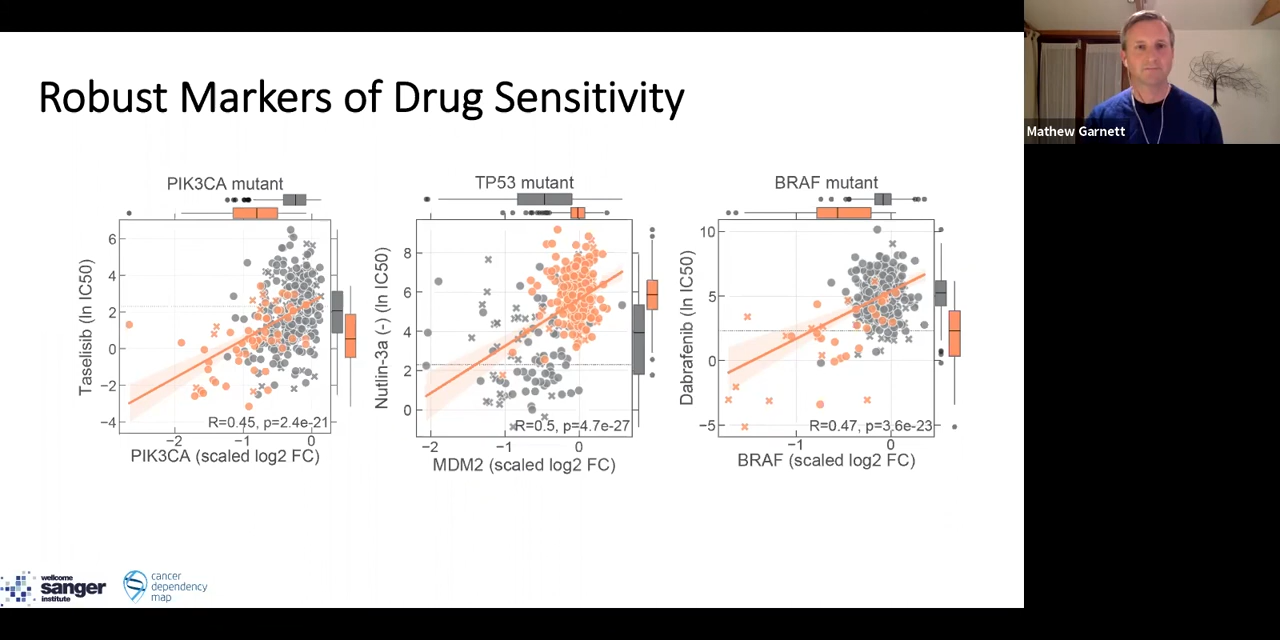 Robust Markers of Drug Sensitivity
Mathew Garnett
PIK3CA mutant
Taselisib (ln IC50)
6
4
2
0
−2
−4
R=0.45, p=2.4e-21
−2
−1
0
PIK3CA (scaled log2 FC)
TP53 mutant
Nutlin-3a (-) (ln IC50)
8
6
4
2
0
R=0.5, p=4.7e-27
−2
−1
0
MDM2 (scaled log2 FC)
BRAF mutant
Dabrafenib (ln IC50)
10
5
0
−5
R=0.47, p=3.6e-23
−1
0
BRAF (scaled log2 FC)
wellcome
sanger
institute
cancer
dependency
map